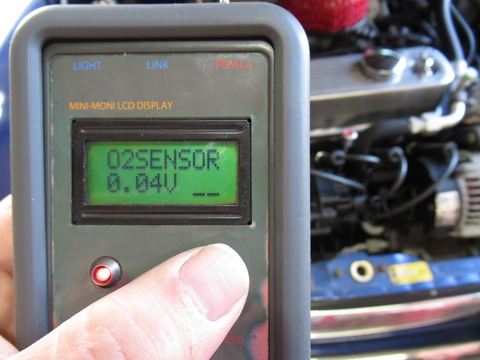 LIGHT LINK POWER
MINI-MONI LCD DISPLAY
O2SENSOR
0.04V __